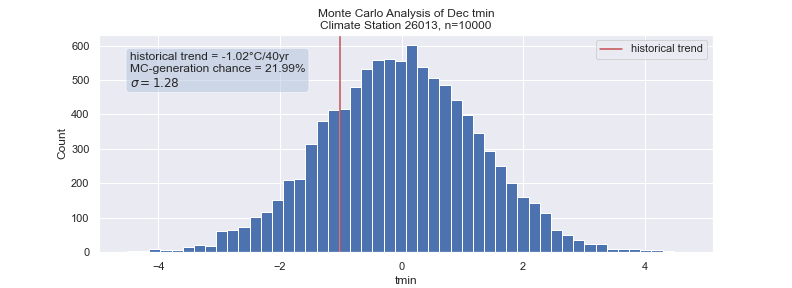 Monte Carlo Analysis of Dec tmin
Climate Station 26013, n=10000
historical trend = -1.02°C/40yr
MC-generation chance = 21.99%
σ = 1.28
historical trend
600
500
400
300
200
100
0
Count
−4
−2
0
2
4
tmin